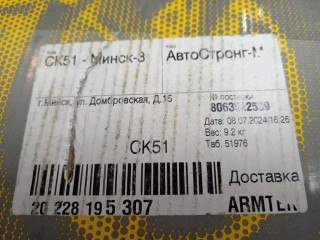 СК51 - Минск-3 АвтоСтронг-М
г.Минск, ул. Домбровская, Д.15
№ постевки
Дата: 08.07.2024 16:26
Вес: 9.2 кг
Таб: 51976
СК51
Доставка
20 228 195 307
ARMTEK